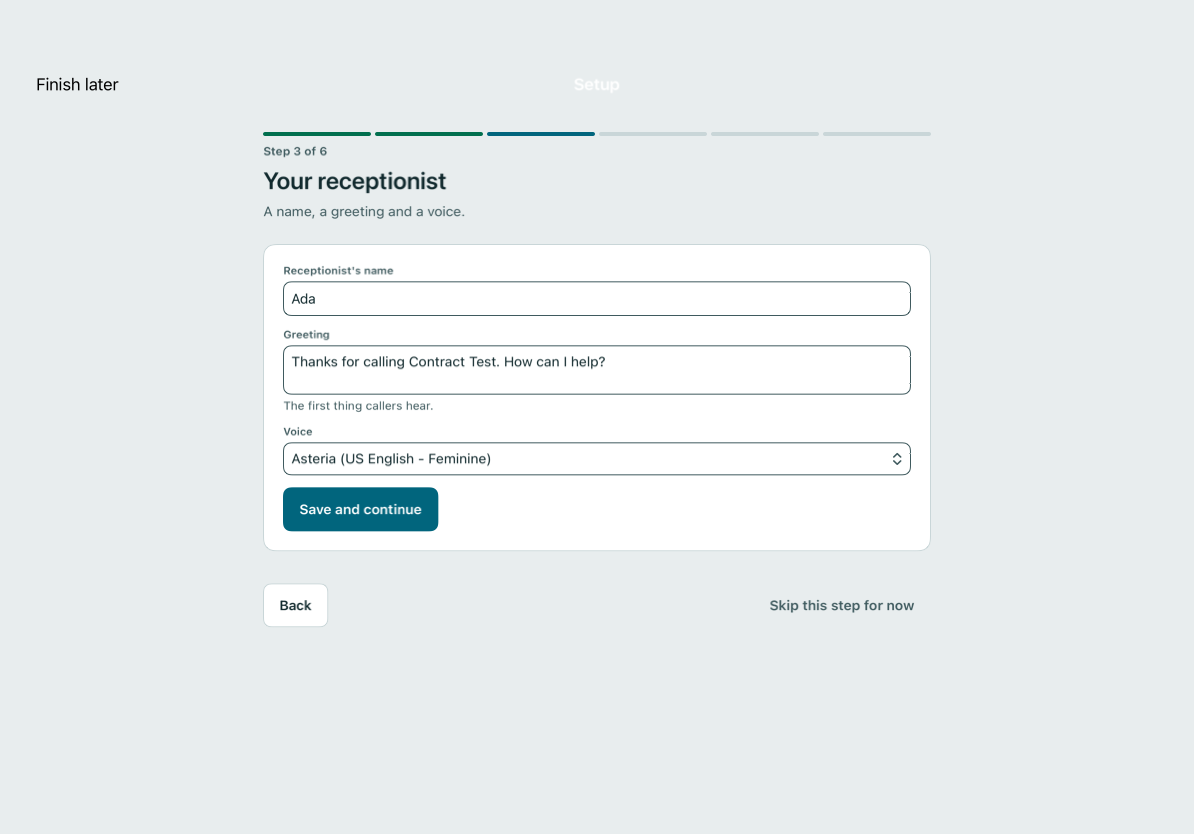 Finish later
Setup
Step 3 of 6
Your receptionist
A name, a greeting and a voice.
Receptionist's name
Ada
Greeting
Thanks for calling Contract Test. How can I help?
The first thing callers hear.
Voice
Asteria (US English - Feminine)
Save and continue
Back
Skip this step for now